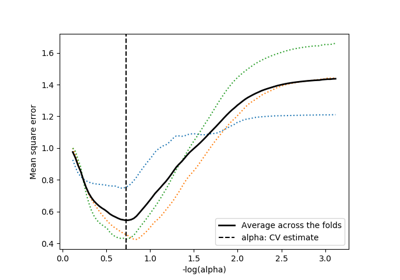 1.6
1.4
1.2
1.0
0.8
0.6
0.4
Mean square error
Average across the folds
alpha: CV estimate
0.0 0.5 1.0 1.5 2.0 2.5 3.0
-log(alpha)